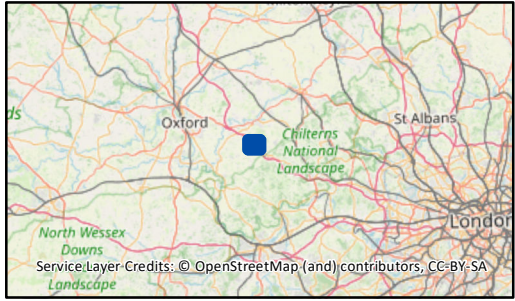 ds
Oxford
St Albans
Chilterns
National
Landscape
London
North Wessex
Downs
Landscape
Service Layer Credits: © OpenStreetMap (and) contributors, CC-BY-SA